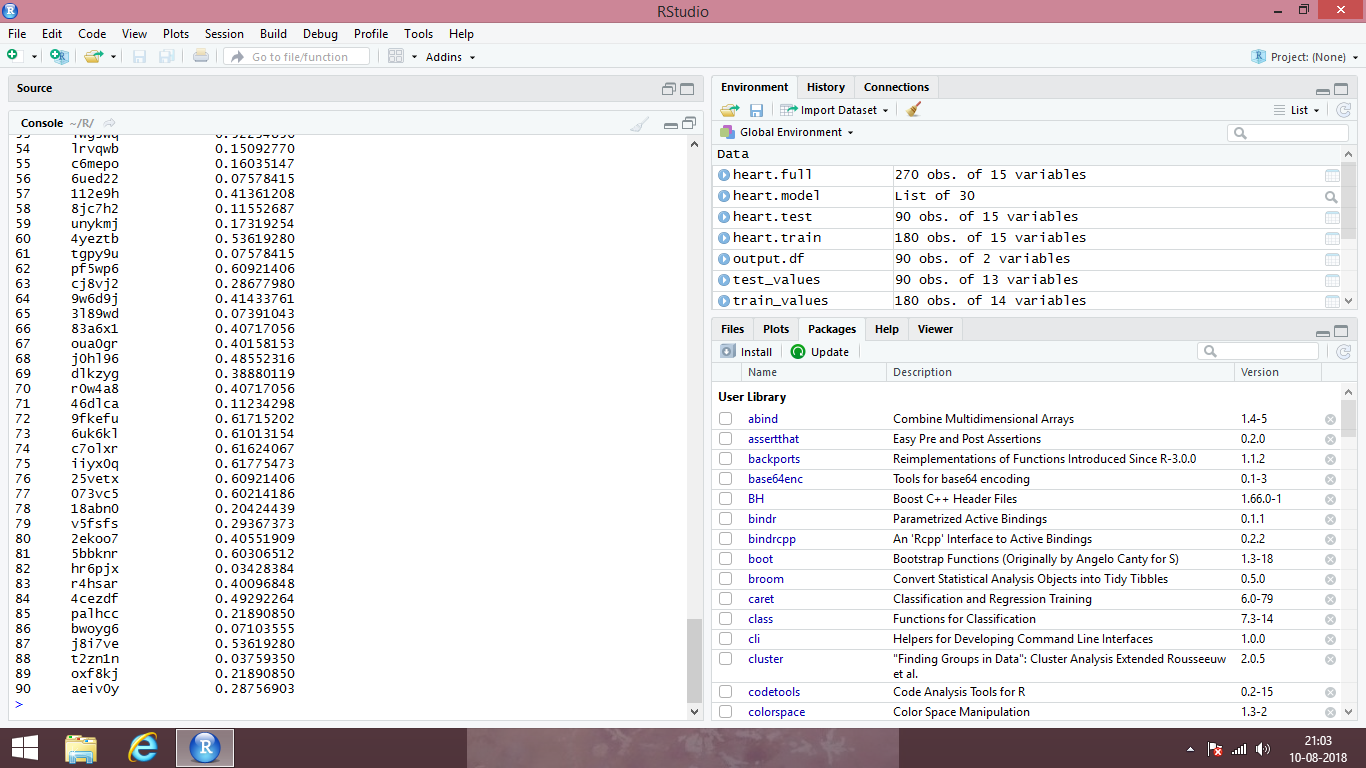 RStudio
File Edit Code View Plots Session Build Debug Profile Tools Help
Go to file/function Addins Project: (None)
Source
Console ~/R/
54 lrvqwb 0.15092770
55 c6mepo 0.16035147
56 6ued22 0.07578415
57 112e9h 0.41361208
58 8jc7h2 0.11552687
59 unykmj 0.17319254
60 4yeztb 0.53619280
61 tgpy9u 0.07578415
62 pf5wp6 0.60921406
63 cj8vj2 0.28677980
64 9w6d9j 0.41433761
65 3l89wd 0.07391043
66 83a6x1 0.40717056
67 oua0gr 0.40158153
68 j0hl96 0.48552316
69 dlkzyg 0.38880119
70 r0w4a8 0.40717056
71 46dlca 0.11234298
72 9fkefu 0.61715202
73 6uk6kl 0.61013154
74 c7olxr 0.61624067
75 iiyx0q 0.61775473
76 25vetx 0.60921406
77 073vc5 0.60214186
78 18abn0 0.20424439
79 v5fsfs 0.29367373
80 2ekoo7 0.40551909
81 5bbknr 0.60306512
82 hr6pjx 0.03428384
83 r4hsar 0.40096848
84 4cezdf 0.49292264
85 palhcc 0.21890850
86 bwoyg6 0.07103555
87 j8i7ve 0.53619280
88 t2zn1n 0.03759350
89 oxf8kj 0.21890850
90 aeiv0y 0.28756903
>
Environment History Connections
Import Dataset List
Global Environment
Data
heart.full 270 obs. of 15 variables
heart.model List of 30
heart.test 90 obs. of 15 variables
heart.train 180 obs. of 15 variables
output.df 90 obs. of 2 variables
test_values 90 obs. of 13 variables
train_values 180 obs. of 14 variables
Files Plots Packages Help Viewer
Install Update
Name Description Version
User Library
abind Combine Multidimensional Arrays 1.4-5
assertthat Easy Pre and Post Assertions 0.2.0
backports Reimplementations of Functions Introduced Since R-3.0.0 1.1.2
base64enc Tools for base64 encoding 0.1-3
BH Boost C++ Header Files 1.66.0-1
bindr Parametrized Active Bindings 0.1.1
bindrcpp An 'Rcpp' Interface to Active Bindings 0.2.2
boot Bootstrap Functions (Originally by Angelo Canty for S) 1.3-18
broom Convert Statistical Analysis Objects into Tidy Tibbles 0.5.0
caret Classification and Regression Training 6.0-79
class Functions for Classification 7.3-14
cli Helpers for Developing Command Line Interfaces 1.0.0
cluster "Finding Groups in Data": Cluster Analysis Extended Rousseeuw 2.0.5
et al.
codetools Code Analysis Tools for R 0.2-15
colorspace Color Space Manipulation 1.3-2
21:03
10-08-2018